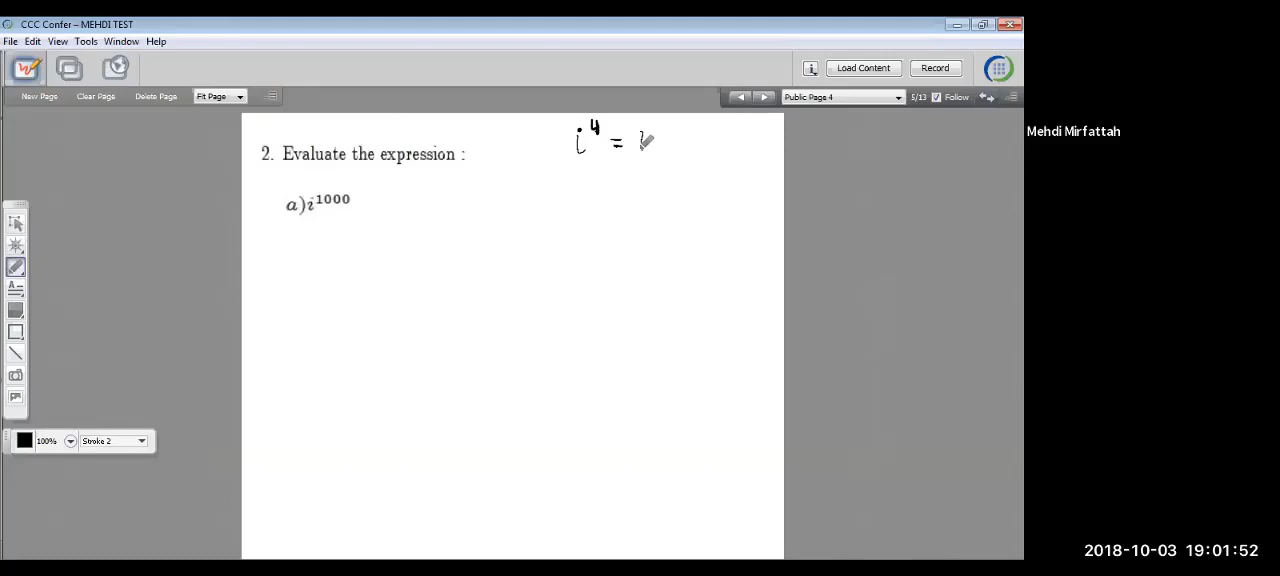 CCC Confer – MEHDI TEST
File Edit View Tools Window Help
Load Content Record
New Page Clear Page Delete Page Fit Page Public Page 4 5/13 Follow
Mehdi Mirfattah
i⁴ =
2. Evaluate the expression :
a) i¹⁰⁰⁰
100% Stroke 2
2018-10-03 19:01:52